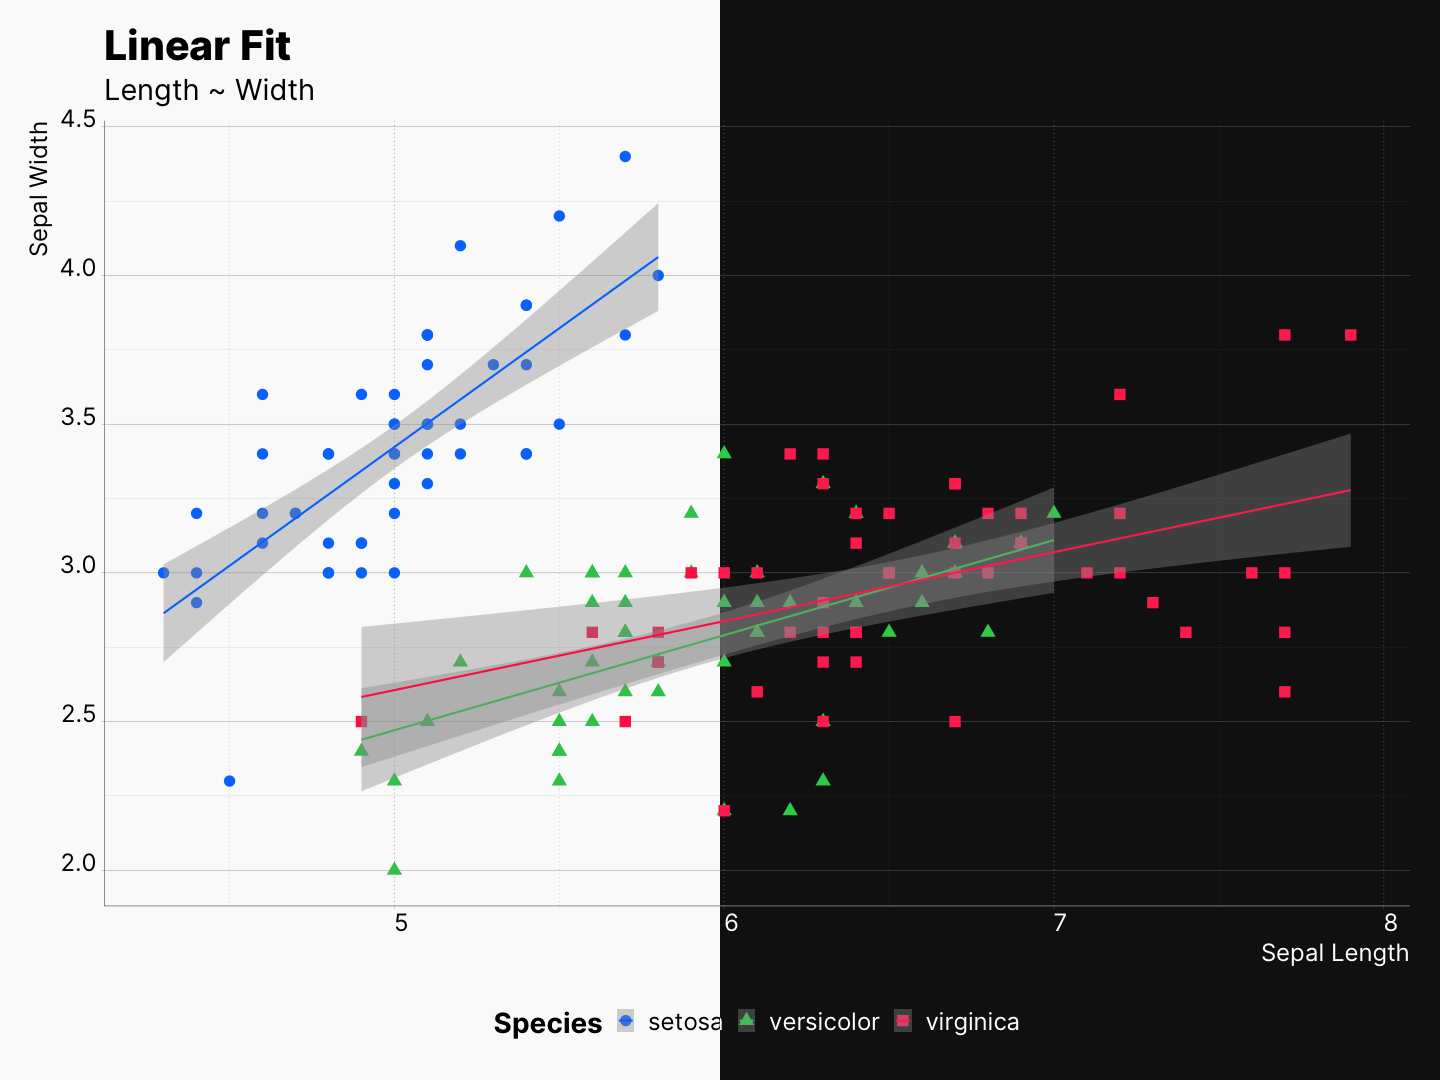 Linear Fit
Length ~ Width
Sepal Width
4.5
4.0
3.5
3.0
2.5
2.0
5 6 7 8
Sepal Length
Species setosa versicolor virginica